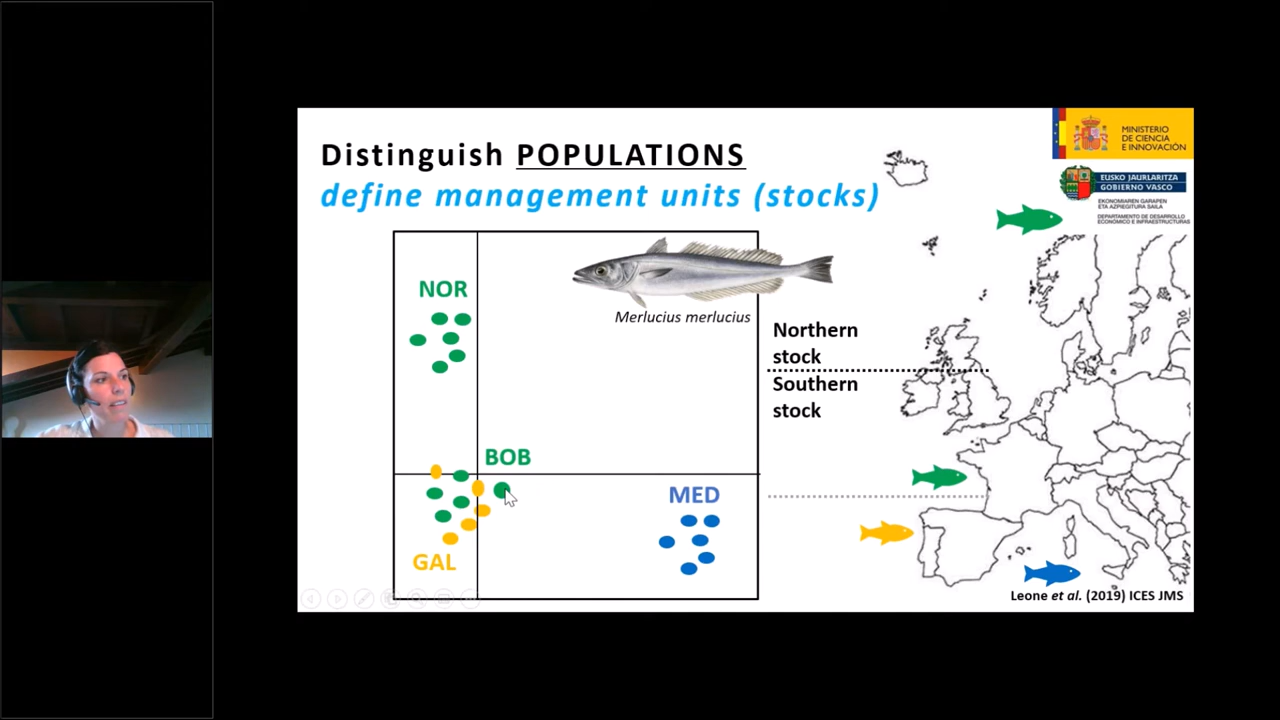 Distinguish POPULATIONS
define management units (stocks)
MINISTERIO
DE CIENCIA
E INNOVACIÓN
EUSKO JAURLARITZA
GOBIERNO VASCO
EKONOMIAREN GARAPEN
ETA AZPIEGITURA SAILA
DEPARTAMENTO DE DESARROLLO
ECONÓMICO E INFRAESTRUCTURAS
NOR
Merlucius merlucius
Northern
stock
Southern
stock
BOB
MED
GAL
Leone et al. (2019) ICES JMS